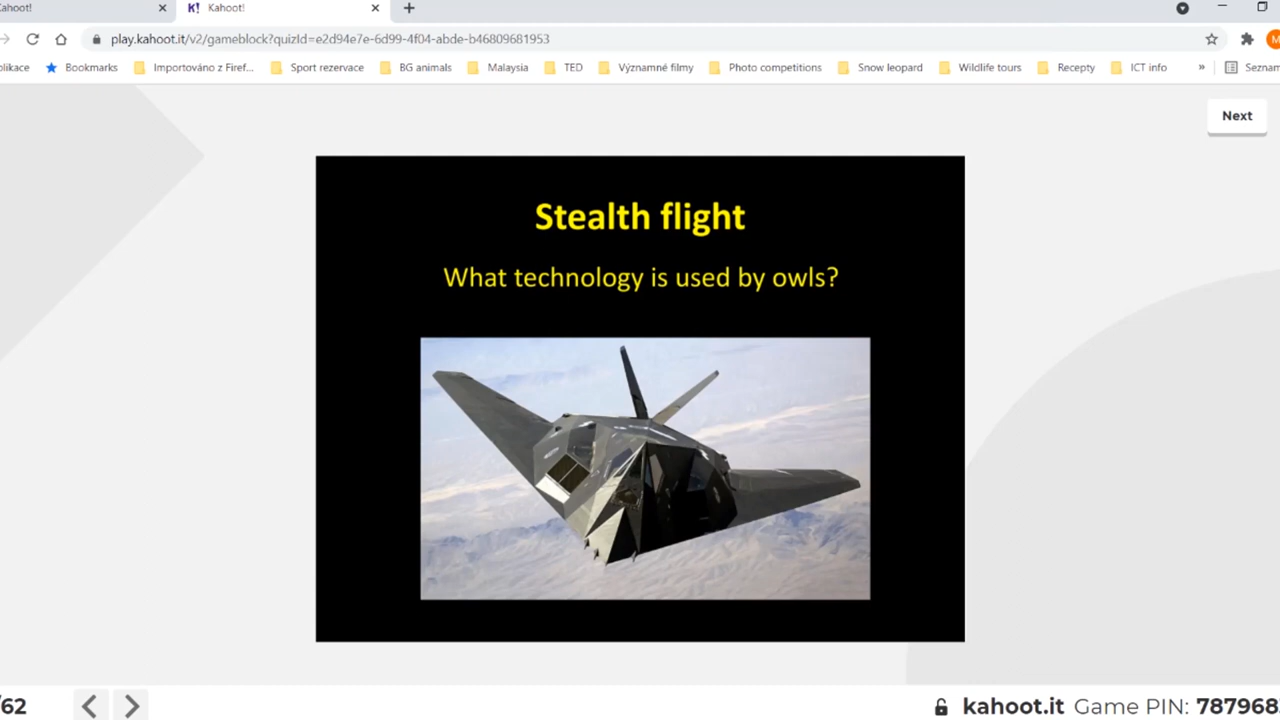 Kahoot!
Kahoot!
play.kahoot.it/v2/gameblock?quizId=e2d94e7e-6d99-4f04-abde-b46809681953
plikace
Bookmarks
Importováno z Firef...
Sport rezervace
BG animals
Malaysia
TED
Významné filmy
Photo competitions
Snow leopard
Wildlife tours
Recepty
ICT info
»
Seznam
Next
Stealth flight
What technology is used by owls?
/62
kahoot.it Game PIN: 787968